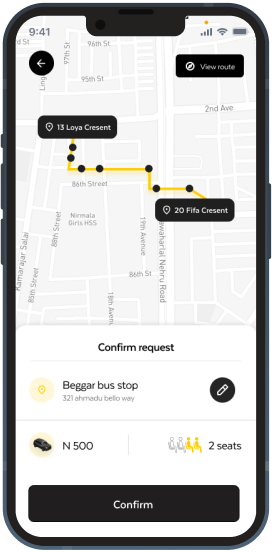 9:41
96th St
97th St
95th St
View route
2nd Ave
13 Loya Cresent
86th Street
20 Fifa Cresent
Nirmala
Girls HSS
88th Street
19th Avenue
Jawaharlal Nehru Road
Kamarajar Salai
85th Street
86th St
18th Avenue
Confirm request
Beggar bus stop
321 ahmadu bello way
N 500
2 seats
Confirm